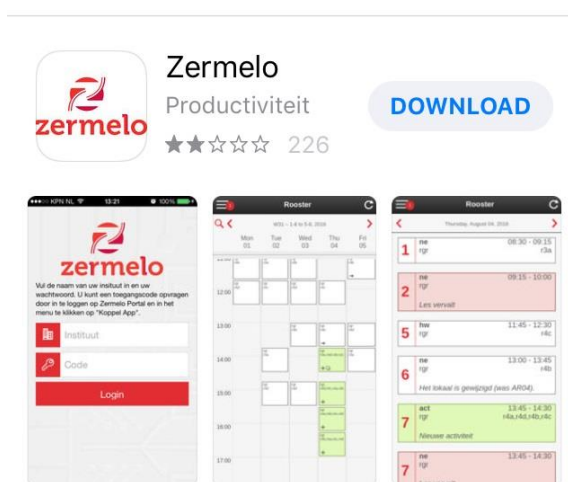 Zermelo
zermelo
Productiviteit
DOWNLOAD
226
KPN NL
13:21
100%
zermelo
Vul de naam van uw insituut in en uw
wachtwoord. U kunt een toegangscode opvragen
door in te loggen op Zermelo Portal en in het
menu te klikken op "Koppel App".
Instituut
Code
Login
Rooster
Mon Tue Wed Thu Fri
01 02 03 04 05
12:00
13:00
14:00
15:00
16:00
17:00
Rooster
Thursday, August 04, 2016
1 ne 08:30 - 09:15
rgr r3a
2 ne 09:15 - 10:00
rgr
Les vervalt
5 hw 11:45 - 12:30
rgr r4c
6 ne 13:00 - 13:45
rgr r4b
Het lokaal is gewijzigd (was AR04).
7 act 13:45 - 14:30
rgr r4a,r4d,r4b,r4c
Nieuwe activiteit
7 ne 13:45 - 14:30
rgr